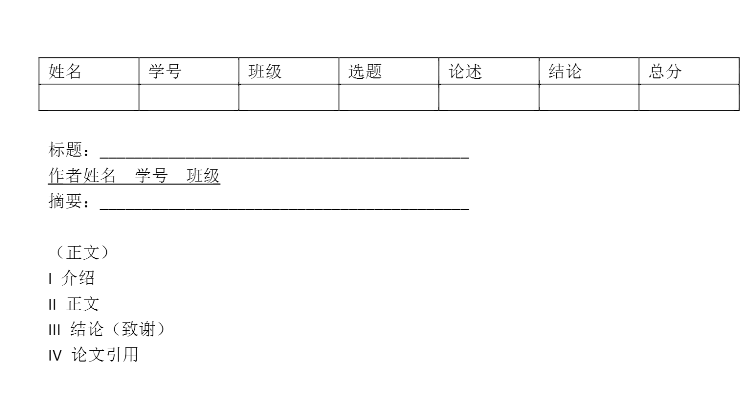 姓名 学号 班级 选题 论述 结论 总分
标题：
作者姓名 学号 班级
摘要：
（正文）
I 介绍
II 正文
III 结论（致谢）
IV 论文引用